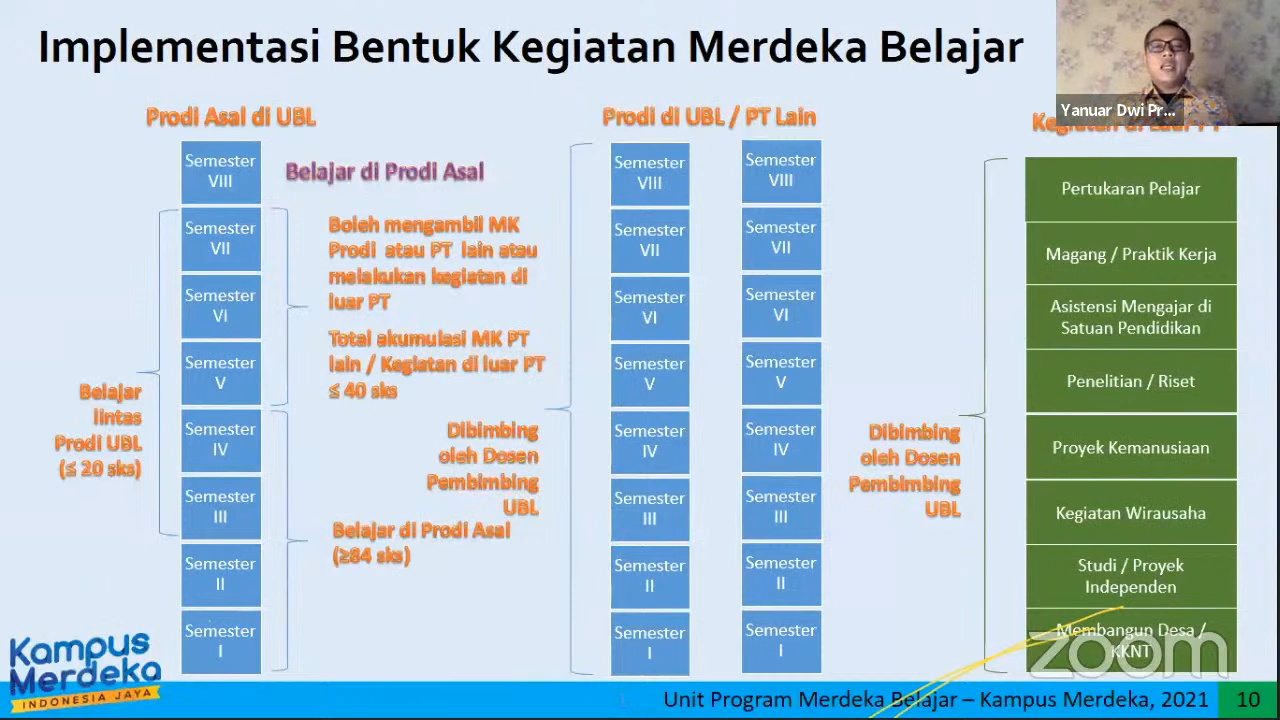 Implementasi Bentuk Kegiatan Merdeka Belajar
Yanuar Dwi Pr...
Prodi Asal di UBL
Semester
VIII
Semester
VII
Semester
VI
Semester
V
Semester
IV
Semester
III
Semester
II
Semester
I
Belajar
lintas
Prodi UBL
(≤ 20 sks)
Belajar di Prodi Asal
Boleh mengambil MK
Prodi atau PT lain atau
melakukan kegiatan di
luar PT
Total akumulasi MK PT
lain / Kegiatan di luar PT
≤ 40 sks
Dibimbing
oleh Dosen
Pembimbing
UBL
Belajar di Prodi Asal
(≥84 sks)
Prodi di UBL / PT Lain
Semester
VIII
Semester
VII
Semester
VI
Semester
V
Semester
IV
Semester
III
Semester
II
Semester
I
Semester
VIII
Semester
VII
Semester
VI
Semester
V
Semester
IV
Semester
III
Semester
II
Semester
I
Dibimbing
oleh Dosen
Pembimbing
UBL
Kegiatan di Luar PT
Pertukaran Pelajar
Magang / Praktik Kerja
Asistensi Mengajar di
Satuan Pendidikan
Penelitian / Riset
Proyek Kemanusiaan
Kegiatan Wirausaha
Studi / Proyek
Independen
Membangun Desa /
KKNT
zoom
Kampus
Merdeka
INDONESIA JAYA
1
Unit Program Merdeka Belajar – Kampus Merdeka, 2021
10